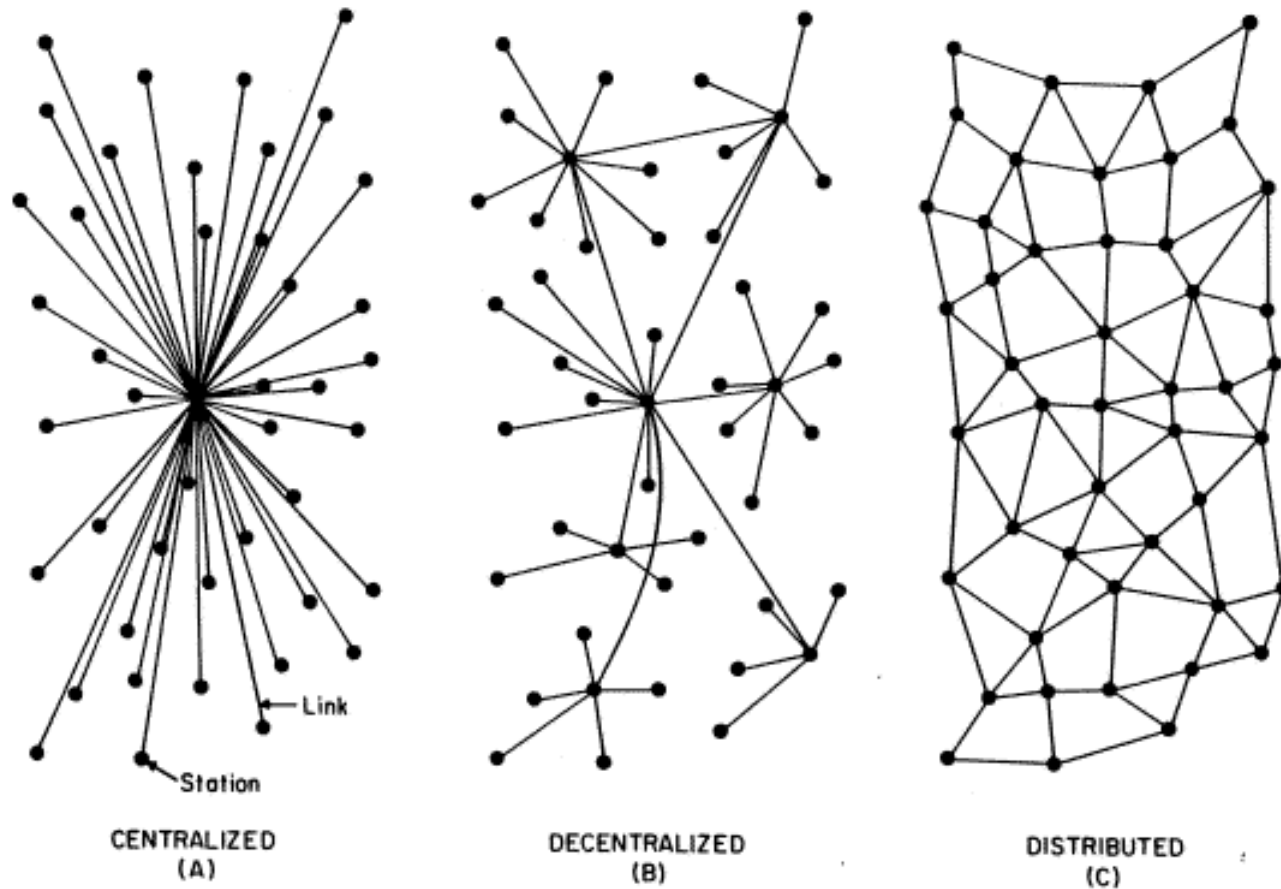 Link
Station
CENTRALIZED
(A)
DECENTRALIZED
(B)
DISTRIBUTED
(C)